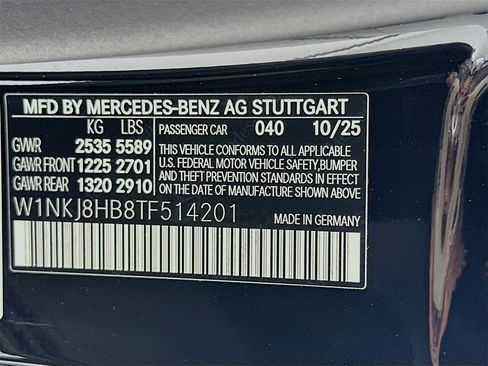 MFD BY MERCEDES-BENZ AG STUTTGART
KG LBS PASSENGER CAR 040 10/25
GVWR 2535 5589 THIS VEHICLE CONFORMS TO ALL APPLICABLE
GAWR FRONT 1225 2701 U.S. FEDERAL MOTOR VEHICLE SAFETY, BUMPER
GAWR REAR 1320 2910 AND THEFT PREVENTION STANDARDS IN EFFECT
ON THE DATE OF MANUFACTURE SHOWN ABOVE.
W1NKJ8HB8TF514201 MADE IN GERMANY